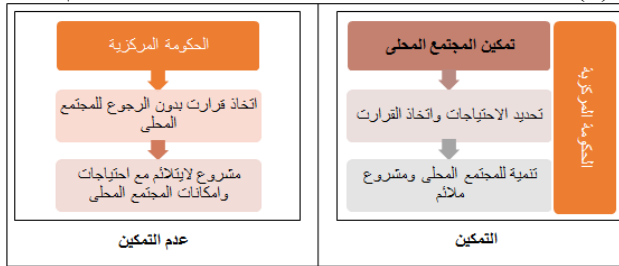 تمكين المجتمع المحلى
تحديد الاحتياجات واتخاذ القرارت
تنمية للمجتمع المحلى ومشروع
ملائم
الحكومة المركزية
التمكين
الحكومة المركزية
اتخاذ قرارت بدون الرجوع للمجتمع
المحلى
مشروع لايتلائم مع احتياجات
وامكانات المجتمع المحلى
عدم التمكين